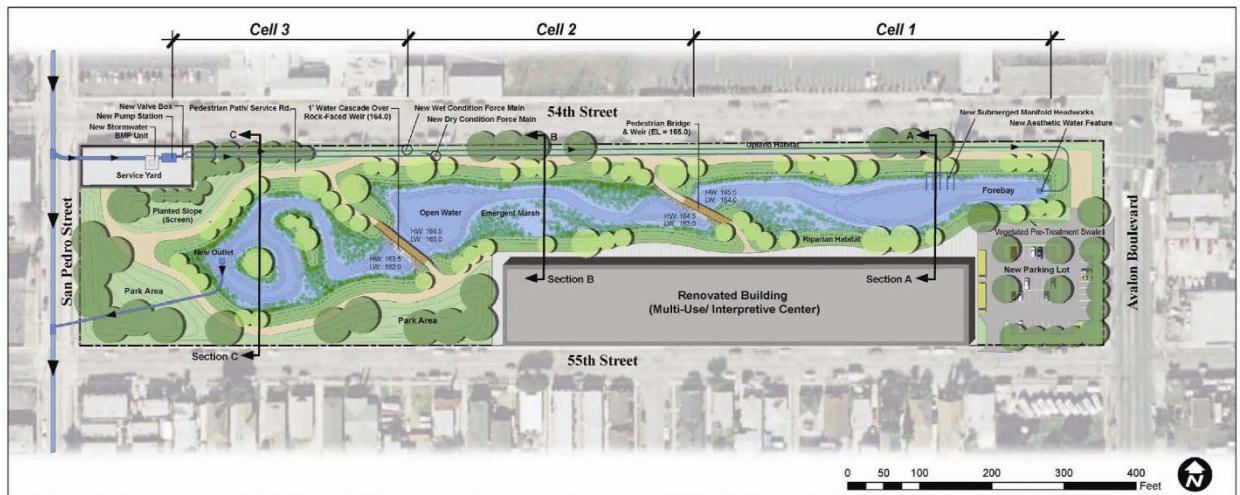 Cell 3
Cell 2
Cell 1
New Valve Box
New Pump Station
New Stormwater
BMP Unit
Service Yard
Pedestrian Path/ Service Rd.
1' Water Cascade Over
Rock-Faced Weir (164.0)
New Wet Condition Force Main
New Dry Condition Force Main
54th Street
Pedestrian Bridge
& Weir (EL = 165.0)
New Submerged Manifold Headworks
New Aesthetic Water Feature
C
B
A
Upland Habitat
San Pedro Street
Planted Slope
(Screen)
Open Water
Emergent Marsh
HW: 165.5
LW: 164.0
Forebay
HW: 164.5
LW: 163.0
HW: 164.5
LW: 163.0
HW: 163.5
LW: 162.0
New Outlet
Riparian Habitat
Vegetated Pre-Treatment Swale
Avalon Boulevard
Park Area
Section B
Section A
New Parking Lot
Renovated Building
(Multi-Use/ Interpretive Center)
Park Area
Section C
55th Street
0 50 100 200 300 400
Feet
N